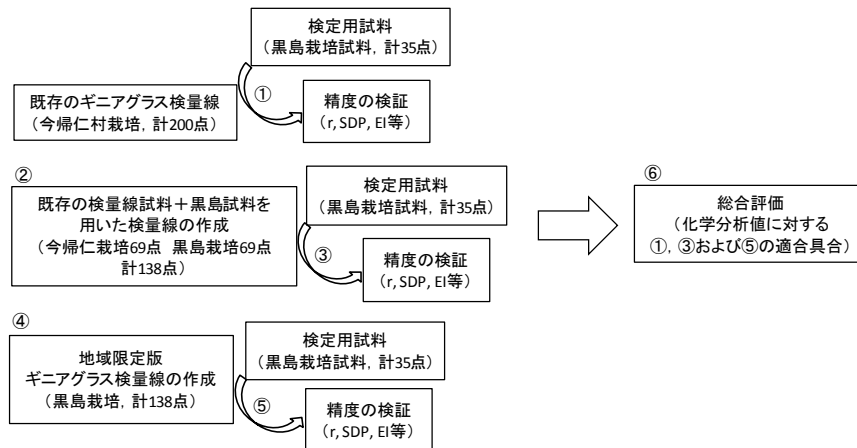 検定用試料
（黒島栽培試料，計35点）
①
既存のギニアグラス検量線
（今帰仁村栽培，計200点）
精度の検証
（r, SDP, EI等）
②
既存の検量線試料＋黒島試料を
用いた検量線の作成
（今帰仁栽培69点 黒島栽培69点
計138点）
検定用試料
（黒島栽培試料，計35点）
③
精度の検証
（r, SDP, EI等）
④
地域限定版
ギニアグラス検量線の作成
（黒島栽培，計138点）
検定用試料
（黒島栽培試料，計35点）
⑤
精度の検証
（r, SDP, EI等）
⑥
総合評価
（化学分析値に対する
①，③および⑤の適合具合）